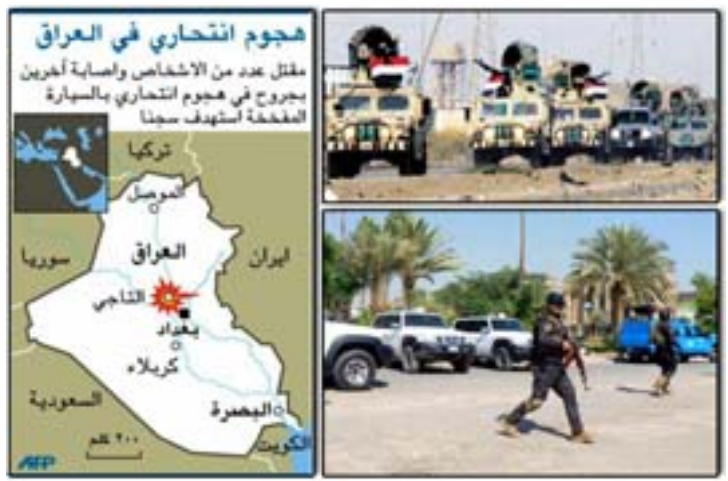 هجوم انتحاري في العراق
مقتل عدد من الاشخاص واصابة آخرين
بجروح في هجوم انتحاري بالسيارة
المفخخة استهدف سجنا
تركيا
الموصل
العراق
ايران
سوريا
التاجي
بغداد
كربلاء
السعودية
البصرة
الكويت
٢٠٠ كلم
AFP